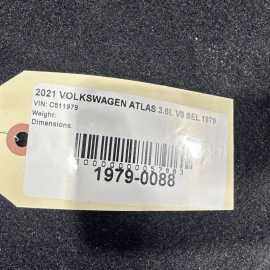 2021 VOLKSWAGEN ATLAS 3.6L V6 SEL 1979
VIN: C511979
Weight:
Dimensions:
1979-0088